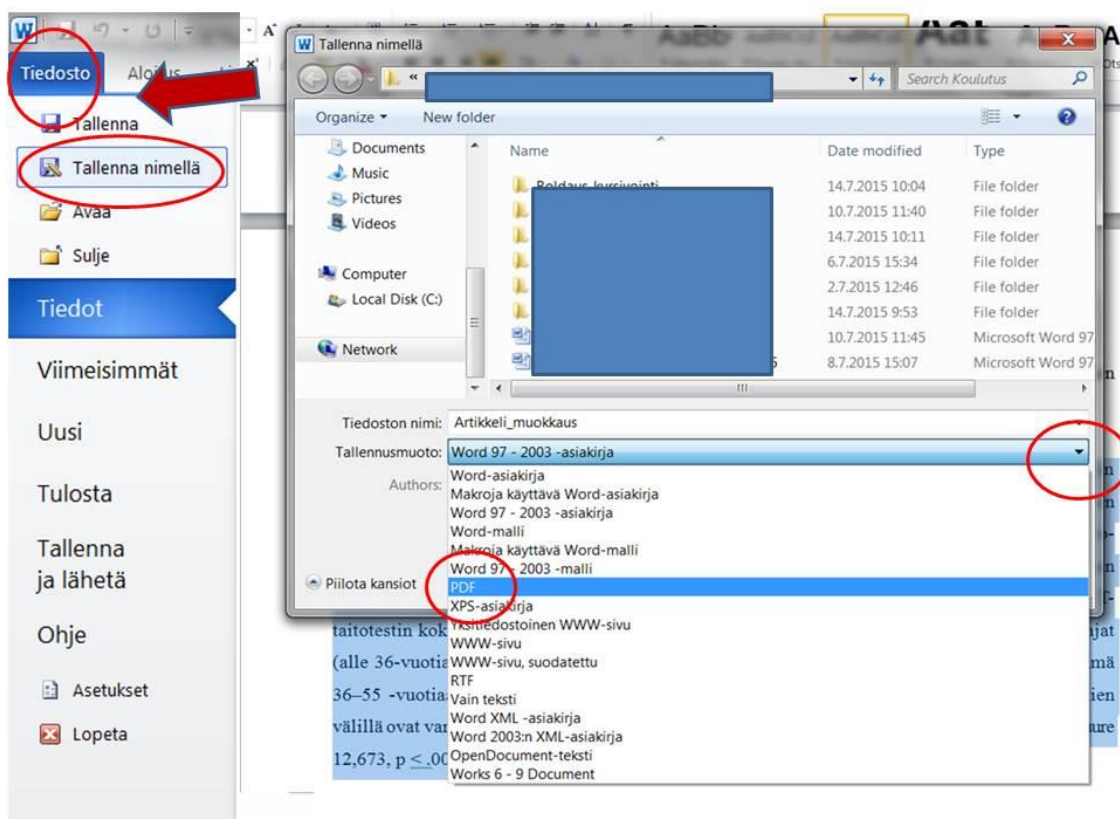 Tiedosto
Tallenna
Tallenna nimellä
Avaa
Sulje
Tiedot
Viimeisimmät
Uusi
Tulosta
Tallenna
ja lähetä
Ohje
Asetukset
Lopeta
Tallenna nimellä
«
Search Koulutus
Organize
New folder
Documents
Music
Pictures
Videos
Computer
Local Disk (C:)
Network
Name Date modified Type
14.7.2015 10:04 File folder
10.7.2015 11:40 File folder
14.7.2015 10:11 File folder
6.7.2015 15:34 File folder
2.7.2015 12:46 File folder
14.7.2015 9:53 File folder
10.7.2015 11:45 Microsoft Word 97
8.7.2015 15:07 Microsoft Word 97
Tiedoston nimi: Artikkeli_muokkaus
Tallennusmuoto: Word 97 - 2003 -asiakirja
Authors:
Word-asiakirja
Makroja käyttävä Word-asiakirja
Word 97 - 2003 -asiakirja
Word-malli
Makroja käyttävä Word-malli
Word 97 - 2003 -malli
PDF
XPS-asiakirja
Yksitiedostoinen WWW-sivu
WWW-sivu
WWW-sivu, suodatettu
RTF
Vain teksti
Word XML -asiakirja
Word 2003:n XML-asiakirja
OpenDocument-teksti
Works 6 - 9 Document
Piilota kansiot
taitotestin
(alle
36–55
välillä ovat
12,673, p < .00